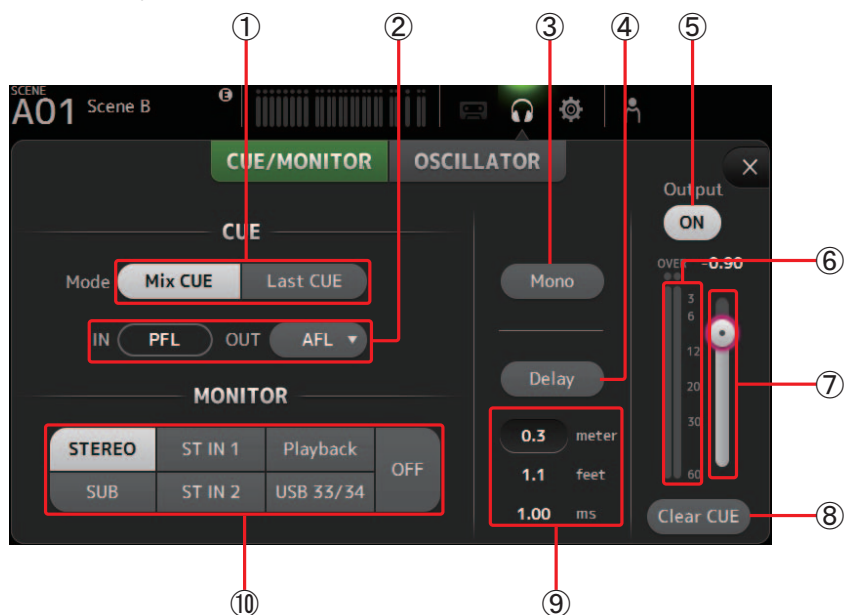 ① ② ③ ④ ⑤
SCENE
A01 Scene B E
CUE/MONITOR OSCILLATOR ×
Output
ON
CUE
OVER -0.90 ⑥
Mode Mix CUE Last CUE Mono
3
6
IN PFL OUT AFL ▼
12
Delay 20 ⑦
MONITOR
30
STEREO ST IN 1 Playback OFF 0.3 meter
1.1 feet 60
SUB ST IN 2 USB 33/34
1.00 ms Clear CUE ⑧
⑩ ⑨